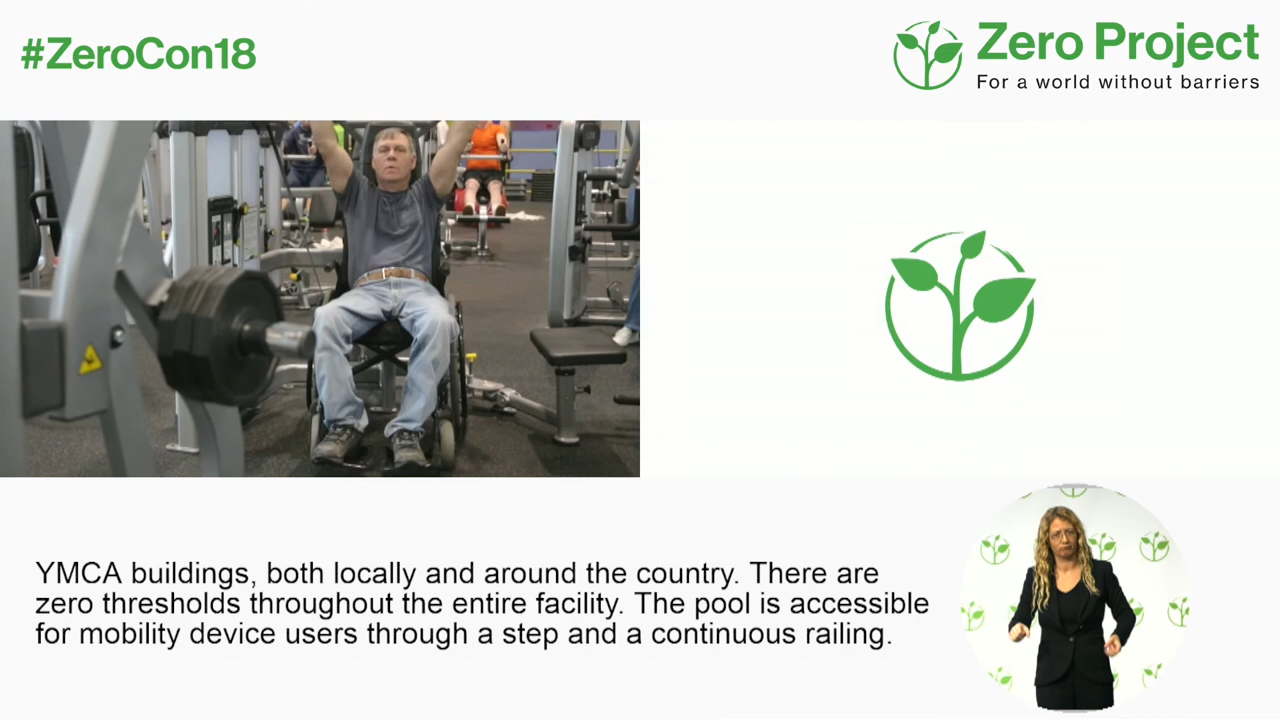 #ZeroCon18
Zero Project
For a world without barriers
YMCA buildings, both locally and around the country. There are
zero thresholds throughout the entire facility. The pool is accessible
for mobility device users through a step and a continuous railing.